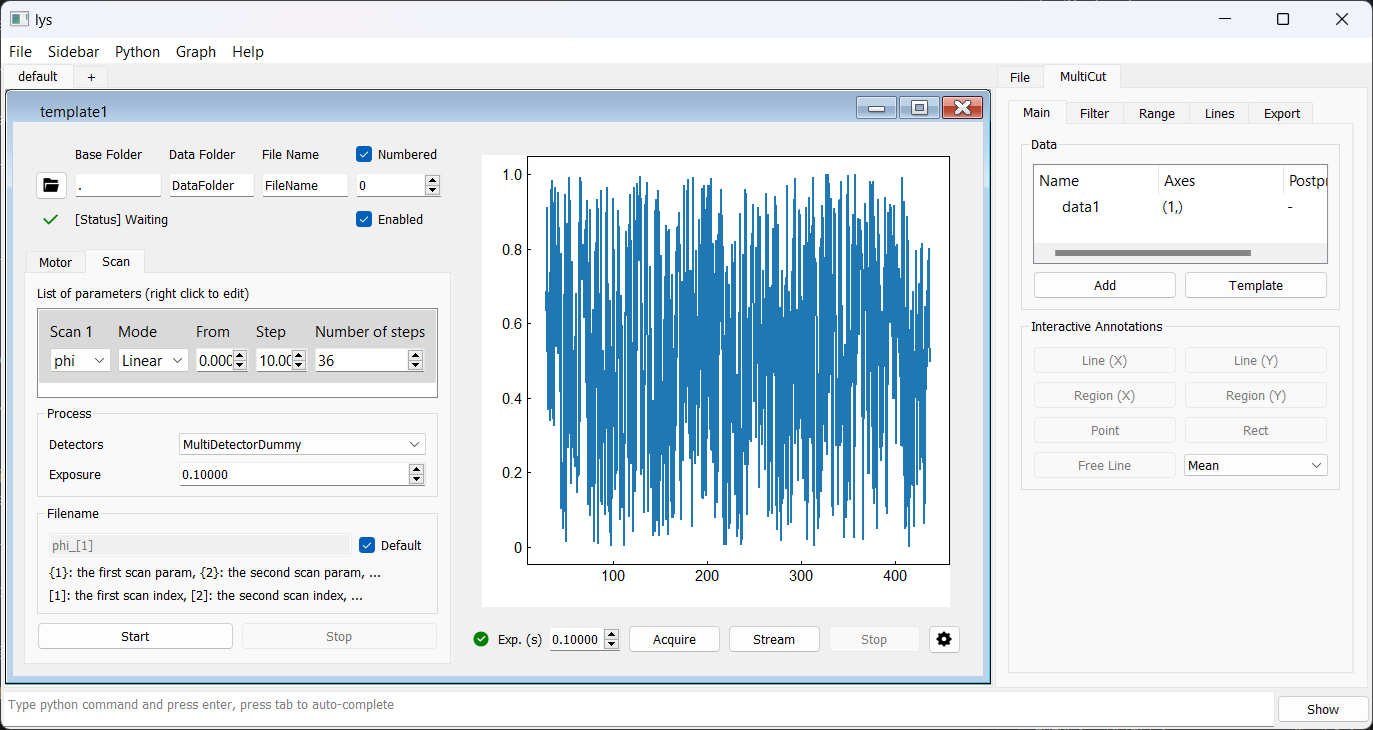 lys
File Sidebar Python Graph Help
default +
template1
Base Folder Data Folder File Name Numbered
. DataFolder FileName 0
[Status] Waiting Enabled
Motor Scan
List of parameters (right click to edit)
Scan 1 Mode From Step Number of steps
phi Linear 0.000 10.00 36
Process
Detectors MultiDetectorDummy
Exposure 0.10000
Filename
phi_[1] Default
{1}: the first scan param, {2}: the second scan param, ...
[1]: the first scan index, [2]: the second scan index, ...
Start Stop
1.0
0.8
0.6
0.4
0.2
0
100 200 300 400
Exp. (s) 0.10000 Acquire Stream Stop
File MultiCut
Main Filter Range Lines Export
Data
Name Axes Postpr
data1 (1,) -
Add Template
Interactive Annotations
Line (X) Line (Y)
Region (X) Region (Y)
Point Rect
Free Line Mean
Type python command and press enter, press tab to auto-complete
Show